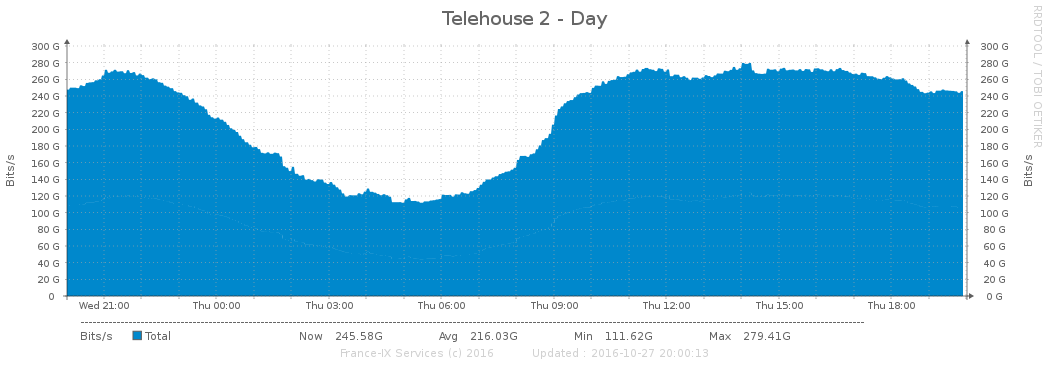 Telehouse 2 - Day
RRDTOOL / TOBI OETIKER
Bits/s
300 G
280 G
260 G
240 G
220 G
200 G
180 G
160 G
140 G
120 G
100 G
80 G
60 G
40 G
20 G
0
300 G
280 G
260 G
240 G
220 G
200 G
180 G
160 G
140 G
120 G
100 G
80 G
60 G
40 G
20 G
0 G
Bits/s
Wed 21:00 Thu 00:00 Thu 03:00 Thu 06:00 Thu 09:00 Thu 12:00 Thu 15:00 Thu 18:00
Bits/s Total Now 245.58G Avg 216.03G Min 111.62G Max 279.41G
France-IX Services (c) 2016 Updated : 2016-10-27 20:00:13